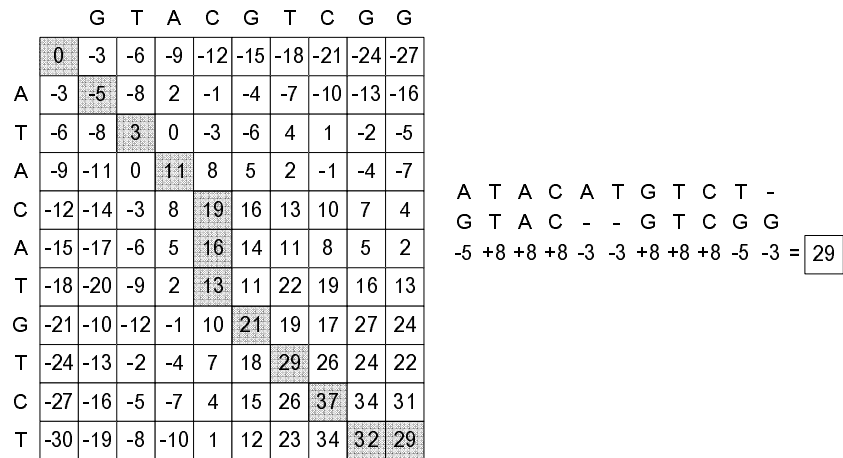 G T A C G T C G G
0 -3 -6 -9 -12 -15 -18 -21 -24 -27
A -3 -5 -8 2 -1 -4 -7 -10 -13 -16
T -6 -8 3 0 -3 -6 4 1 -2 -5
A -9 -11 0 11 8 5 2 -1 -4 -7
C -12 -14 -3 8 19 16 13 10 7 4
A -15 -17 -6 5 16 14 11 8 5 2
T -18 -20 -9 2 13 11 22 19 16 13
G -21 -10 -12 -1 10 21 19 17 27 24
T -24 -13 -2 -4 7 18 29 26 24 22
C -27 -16 -5 -7 4 15 26 37 34 31
T -30 -19 -8 -10 1 12 23 34 32 29
A T A C A T G T C T -
G T A C - - G T C G G
-5 +8 +8 +8 -3 -3 +8 +8 +8 -5 -3 = 29